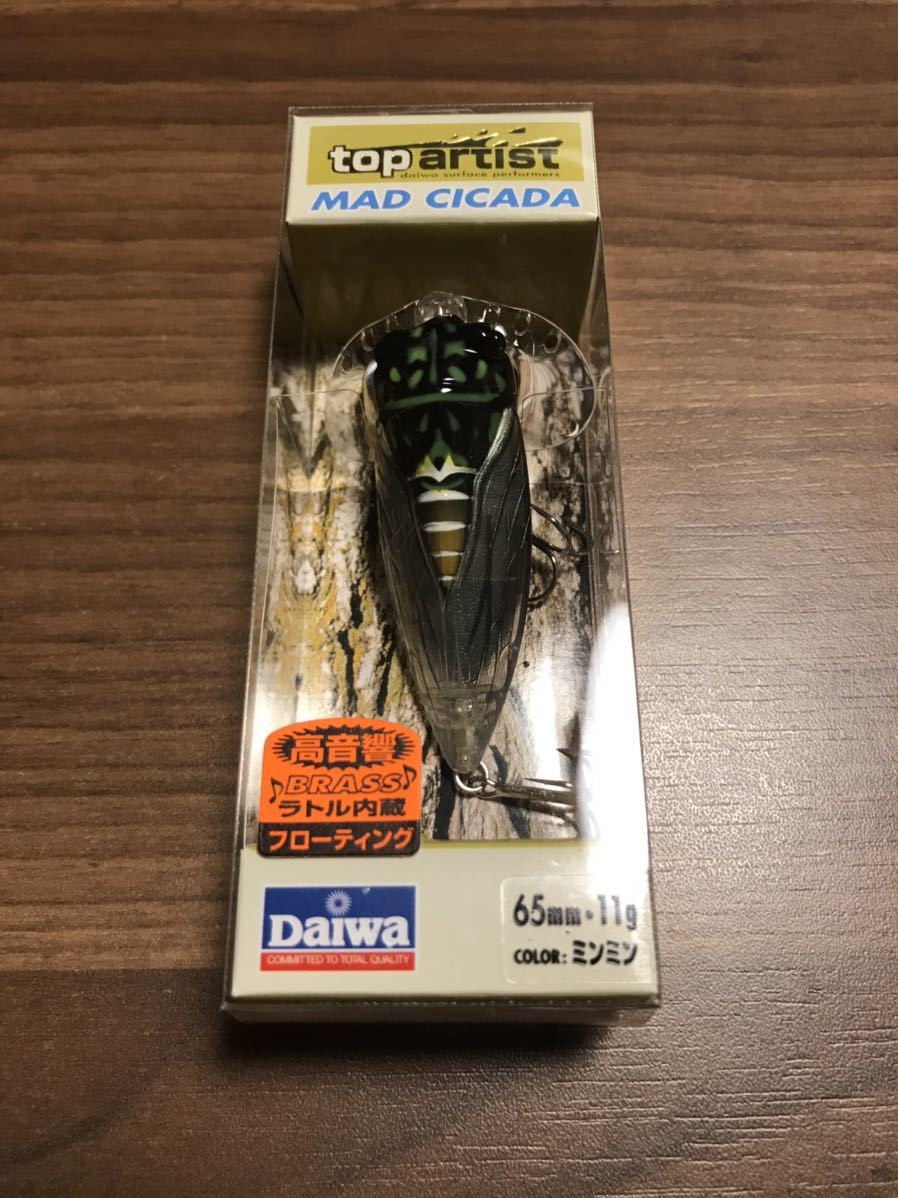 top artist
daiwa surface performers
MAD CICADA
高音響
BRASS
ラトル内蔵
フローティング
Daiwa
COMMITTED TO TOTAL QUALITY
65mm・11g
COLOR: ミンミン